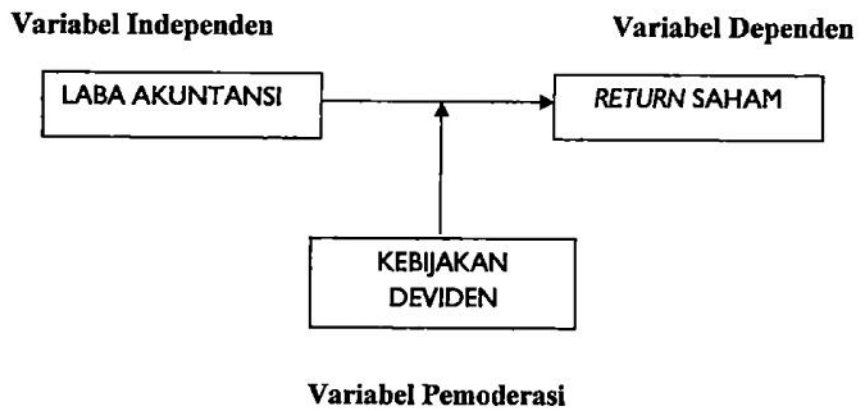 Variabel Independen
Variabel Dependen
LABA AKUNTANSI
RETURN SAHAM
KEBIJAKAN
DEVIDEN
Variabel Pemoderasi